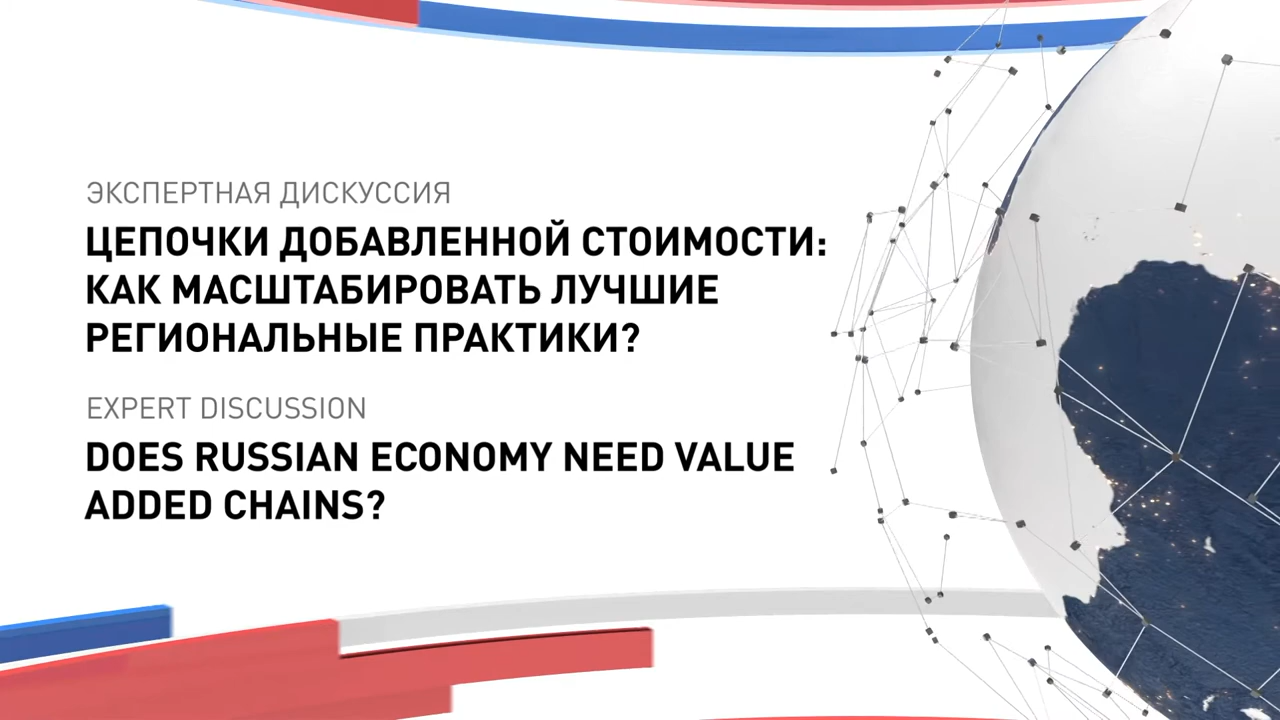 ЭКСПЕРТНАЯ ДИСКУССИЯ
ЦЕПОЧКИ ДОБАВЛЕННОЙ СТОИМОСТИ:
КАК МАСШТАБИРОВАТЬ ЛУЧШИЕ
РЕГИОНАЛЬНЫЕ ПРАКТИКИ?
EXPERT DISCUSSION
DOES RUSSIAN ECONOMY NEED VALUE
ADDED CHAINS?